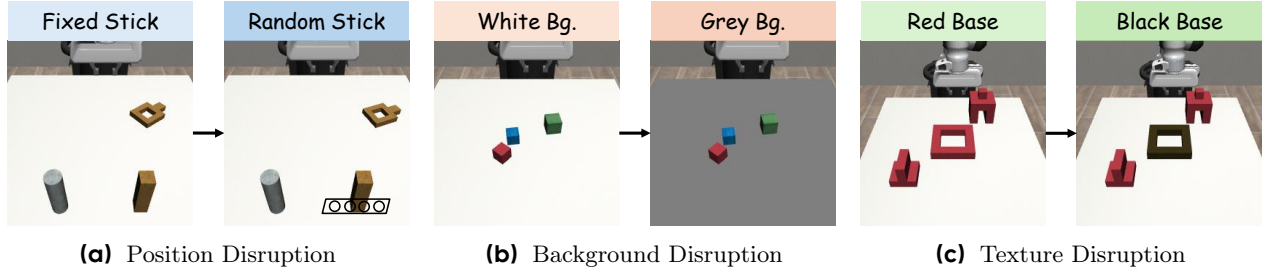 Fixed Stick
Random Stick
White Bg.
Grey Bg.
Red Base
Black Base
(a) Position Disruption
(b) Background Disruption
(c) Texture Disruption